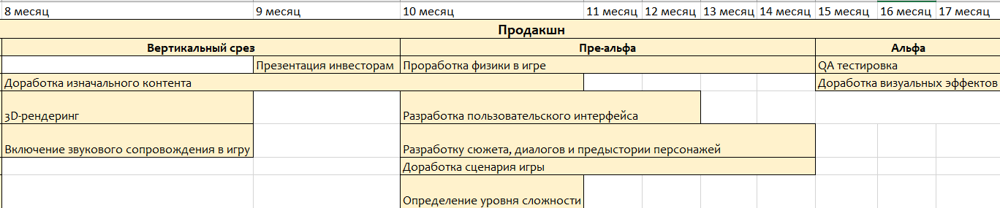 8 месяц 9 месяц 10 месяц 11 месяц 12 месяц 13 месяц 14 месяц 15 месяц 16 месяц 17 месяц
Продакшн
Вертикальный срез Пре-альфа Альфа
Презентация инвесторам Проработка физики в игре QA тестировка
Доработка изначального контента Доработка визуальных эффектов
3D-рендеринг Разработка пользовательского интерфейса
Включение звукового сопровождения в игру Разработку сюжета, диалогов и предыстории персонажей
Доработка сценария игры
Определение уровня сложности